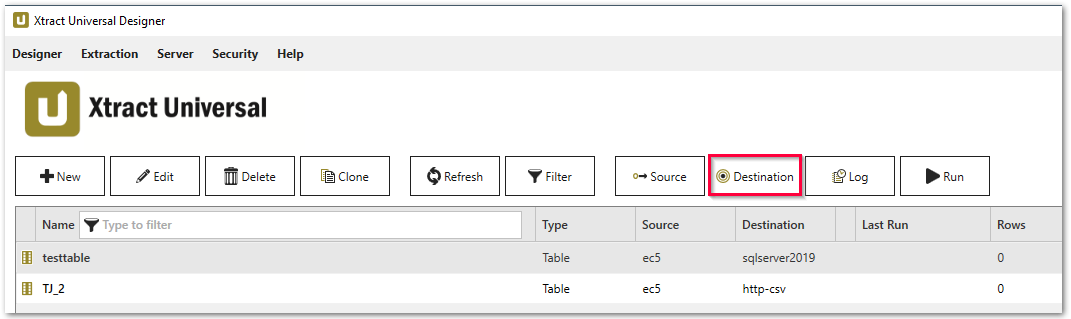 Xtract Universal Designer
Designer Extraction Server Security Help
Xtract Universal
New Edit Delete Clone Refresh Filter Source Destination Log Run
Name Type to filter Type Source Destination Last Run Rows
testtable Table ec5 sqlserver2019 0
TJ_2 Table ec5 http-csv 0